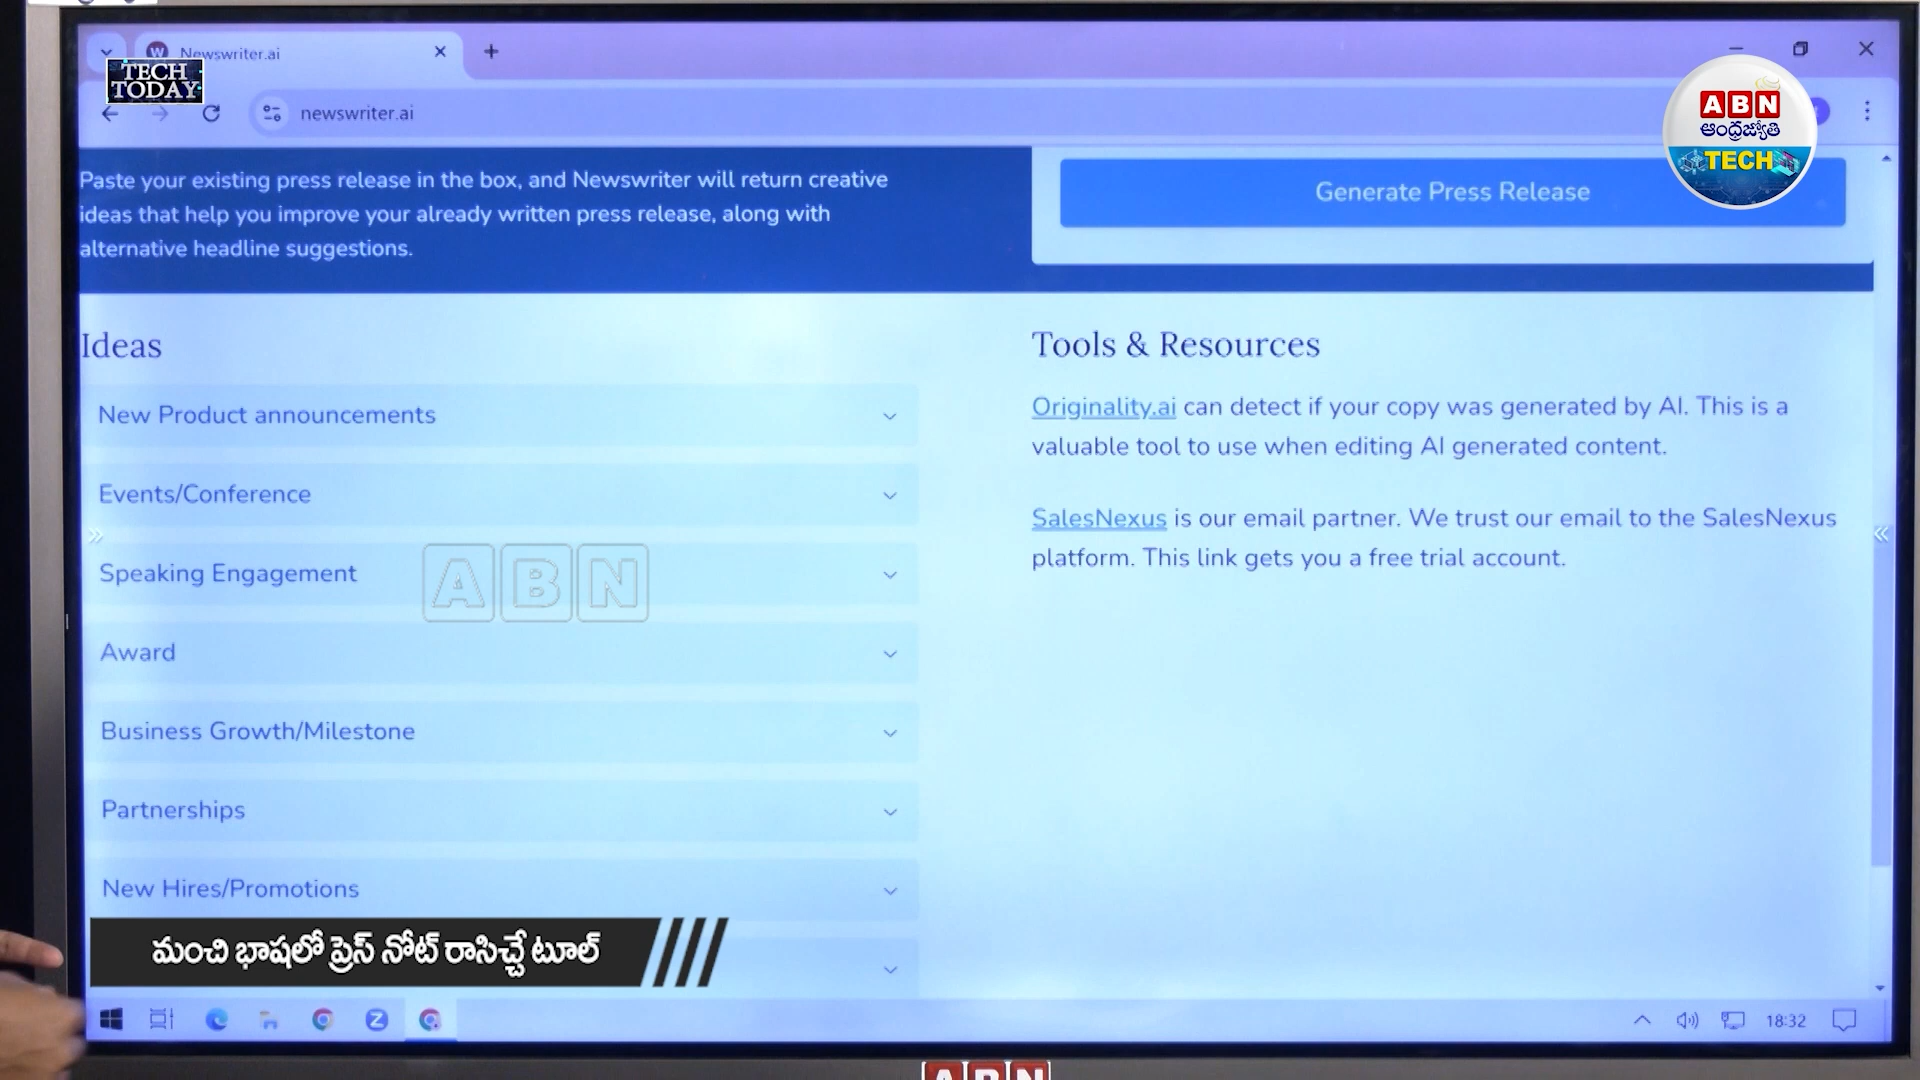 Newswriter.ai
TECH
TODAY
newswriter.ai
ABN
ఆంధ్రజ్యోతి
TECH
Paste your existing press release in the box, and Newswriter will return creative
ideas that help you improve your already written press release, along with
alternative headline suggestions.
Generate Press Release
Ideas
New Product announcements
Events/Conference
Speaking Engagement
Award
Business Growth/Milestone
Partnerships
New Hires/Promotions
Tools & Resources
Originality.ai can detect if your copy was generated by AI. This is a
valuable tool to use when editing AI generated content.
SalesNexus is our email partner. We trust our email to the SalesNexus
platform. This link gets you a free trial account.
ABN
మంచి భాషలో ప్రెస్ నోట్ రాసిచ్చే టూల్
18:32
ABN